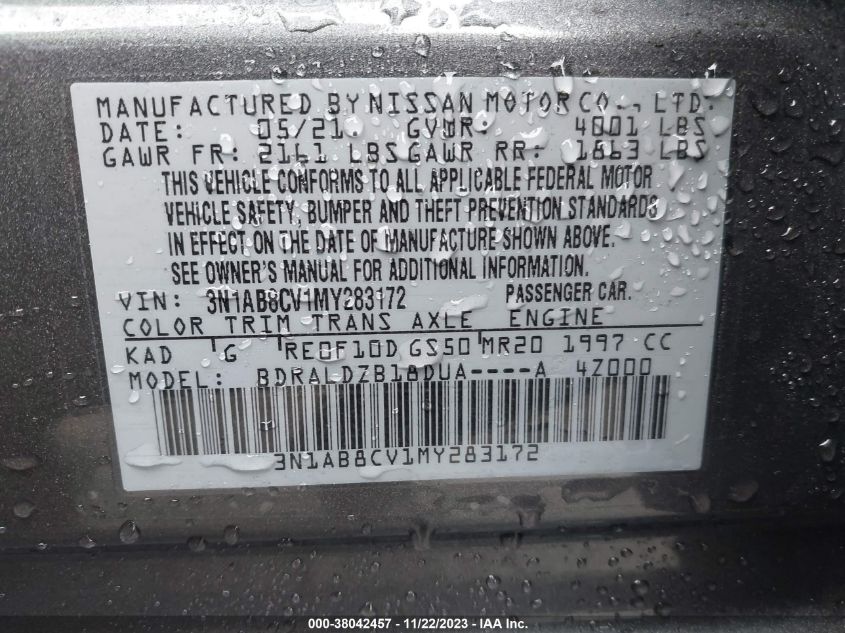 MANUFACTURED BY NISSAN MOTOR CO., LTD.
DATE: 05/21 GVWR: 4001 LBS
GAWR FR: 2161 LBS GAWR RR: 1863 LBS
THIS VEHICLE CONFORMS TO ALL APPLICABLE FEDERAL MOTOR
VEHICLE SAFETY, BUMPER AND THEFT PREVENTION STANDARDS
IN EFFECT ON THE DATE OF MANUFACTURE SHOWN ABOVE.
SEE OWNER'S MANUAL FOR ADDITIONAL INFORMATION.
VIN: 3N1AB8CV1MY283172 PASSENGER CAR.
COLOR TRIM TRANS AXLE ENGINE
KAD G RE0F10D GS50 MR20 1997 CC
MODEL: BDRALDZB18DUA----A 4Z000
3N1AB8CV1MY283172
000-38042457 - 11/22/2023 - © IAA Inc.